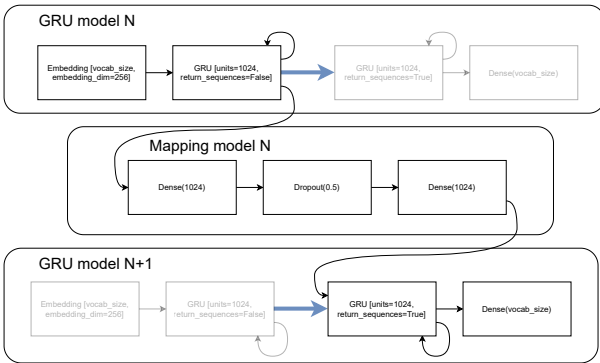 GRU model N
Embedding [vocab_size,
embedding_dim=256]
GRU [units=1024,
return_sequences=False]
GRU [units=1024,
return_sequences=True]
Dense(vocab_size)
Mapping model N
Dense(1024)
Dropout(0.5)
Dense(1024)
GRU model N+1
Embedding [vocab_size,
embedding_dim=256]
GRU [units=1024,
return_sequences=False]
GRU [units=1024,
return_sequences=True]
Dense(vocab_size)